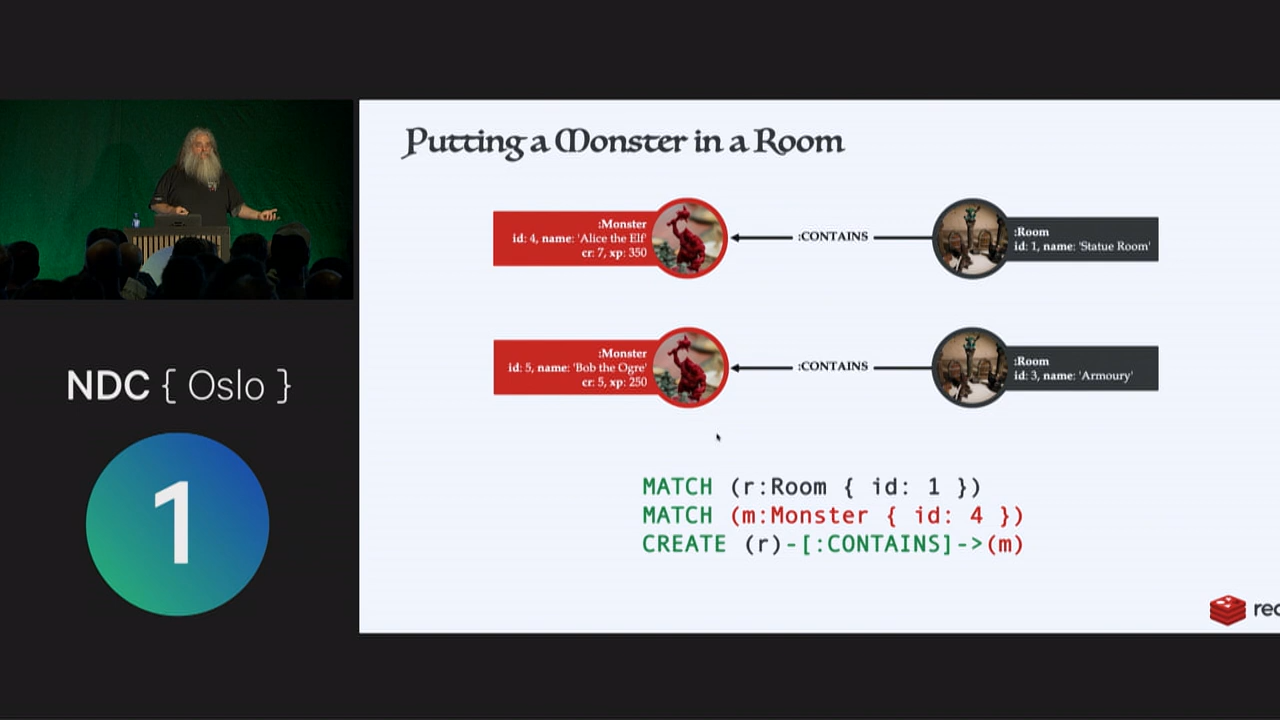 Putting a Monster in a Room
:Monster
id: 4, name: 'Alice the Elf'
cr: 7, xp: 350
:CONTAINS
:Room
id: 1, name: 'Statue Room'
:Monster
id: 5, name: 'Bob the Ogre'
cr: 5, xp: 250
:CONTAINS
:Room
id: 3, name: 'Armoury'
NDC { Oslo }
1
MATCH (r:Room { id: 1 })
MATCH (m:Monster { id: 4 })
CREATE (r)-[:CONTAINS]->(m)